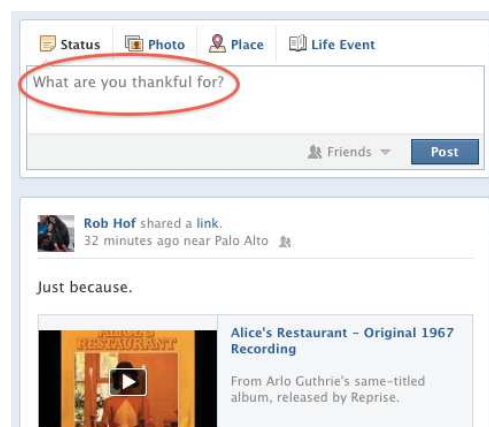 Status Photo Place Life Event
What are you thankful for?
Friends Post
Rob Hof shared a link.
32 minutes ago near Palo Alto
Just because.
ALICE'S
RESTAURANT
Alice's Restaurant – Original 1967
Recording
From Arlo Guthrie's same-titled
album, released by Reprise.